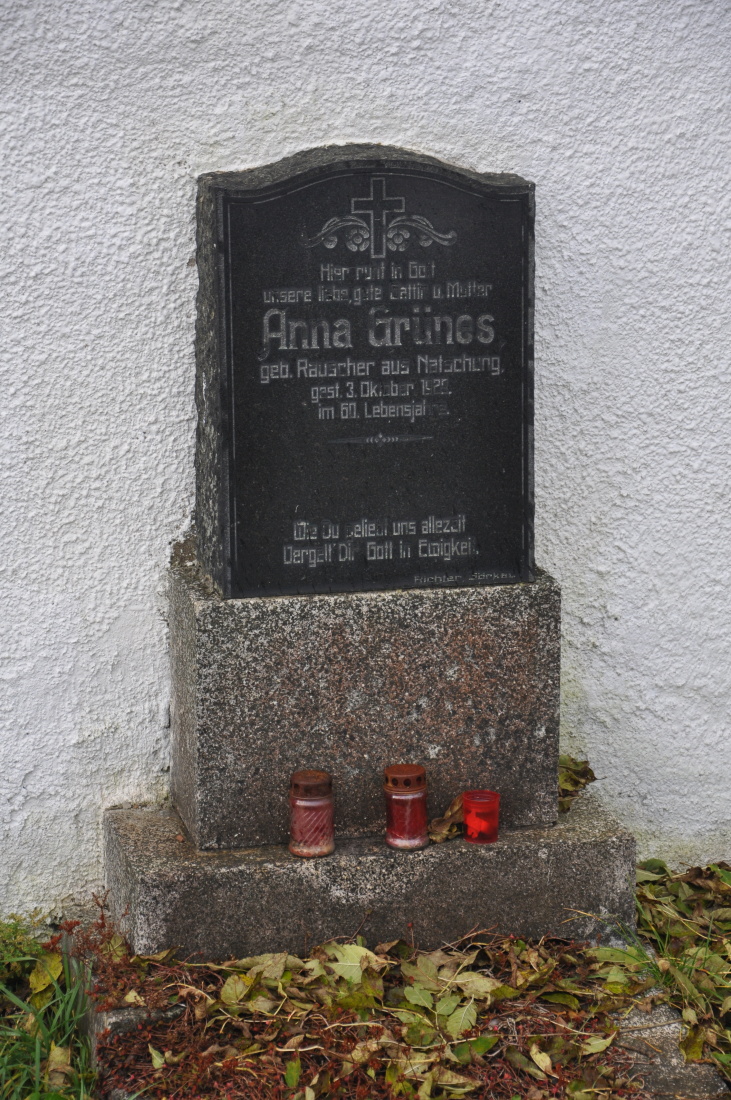 Hier ruht in Gott
unsere liebe, gute Gattin u. Mutter
Anna Grünes
geb. Rauscher aus Natschung,
gest. 3. Oktober
im 60. Lebensjahre.
Wie Du geliebt uns allezeit
Vergelt' Dir Gott in Ewigkeit.